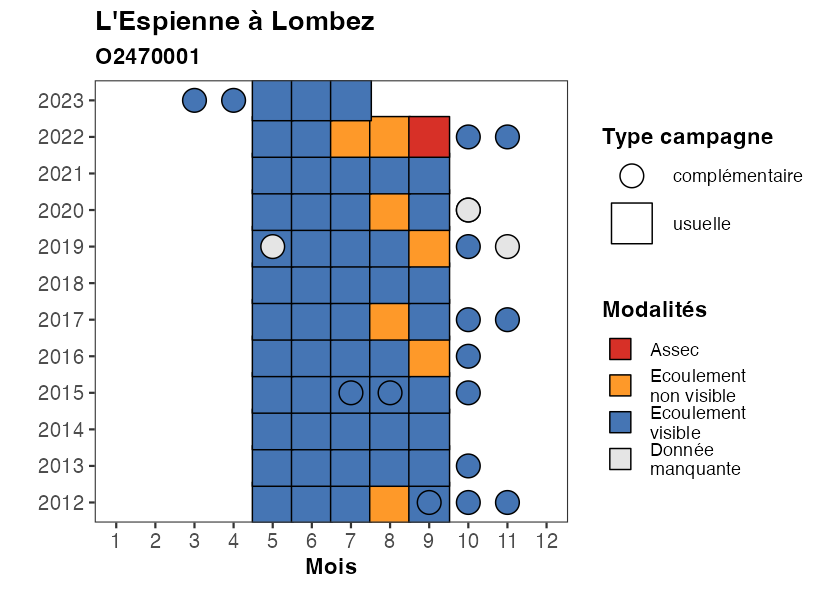 L'Espienne à Lombez
O2470001
2023
2022
2021
2020
2019
2018
2017
2016
2015
2014
2013
2012
1 2 3 4 5 6 7 8 9 10 11 12
Mois
Type campagne
complémentaire
usuelle
Modalités
Assec
Ecoulement
non visible
Ecoulement
visible
Donnée
manquante